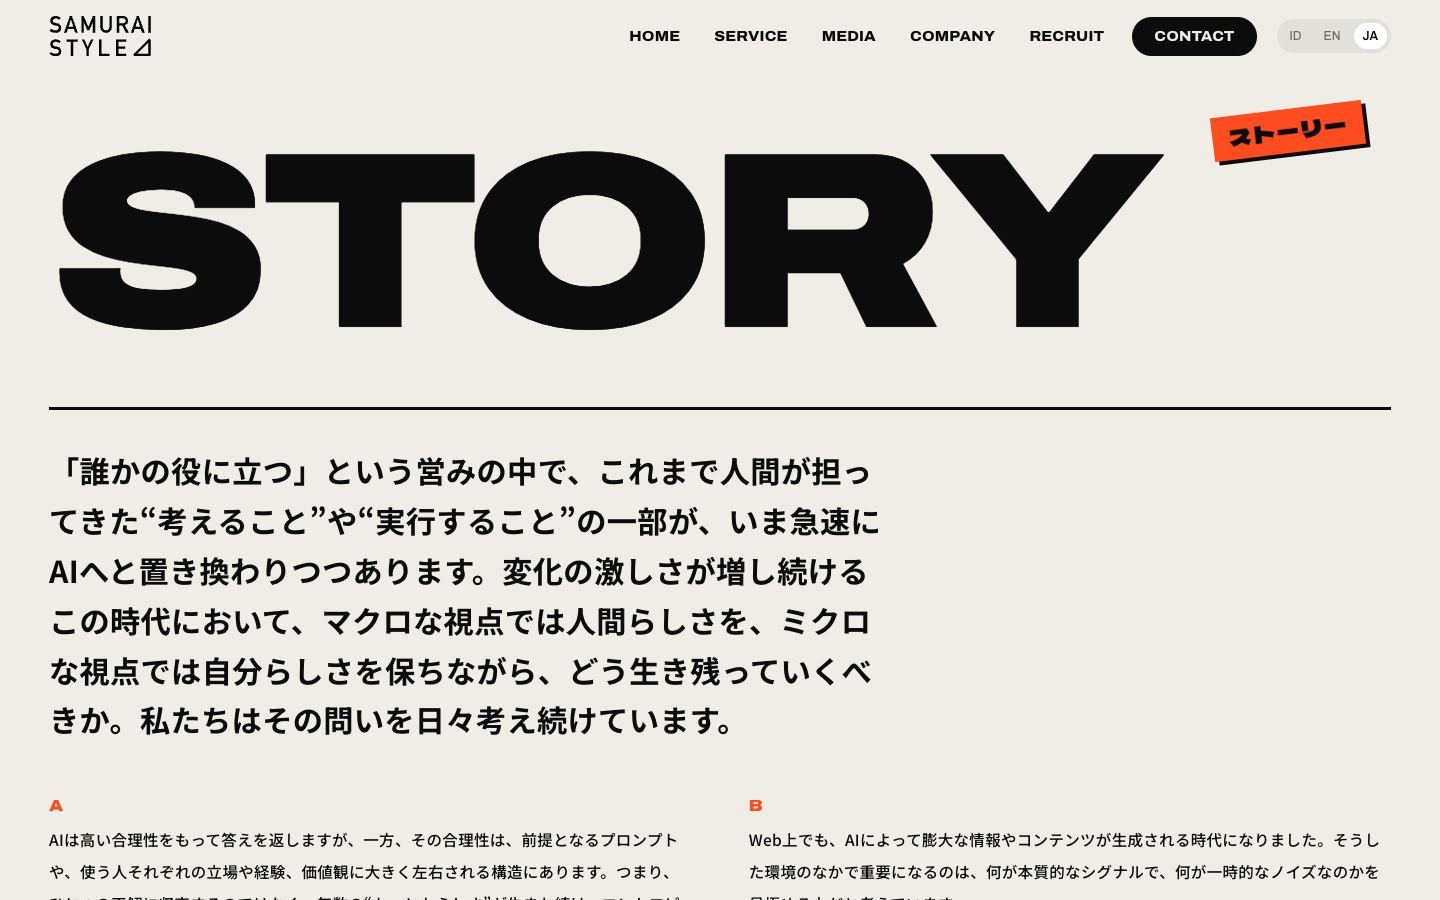 SAMURAI
STYLE
HOME SERVICE MEDIA COMPANY RECRUIT CONTACT ID EN JA
ストーリー
STORY
「誰かの役に立つ」という営みの中で、これまで人間が担っ
てきた“考えること”や“実行すること”の一部が、いま急速に
AIへと置き換わりつつあります。変化の激しさが増し続ける
この時代において、マクロな視点では人間らしさを、ミクロ
な視点では自分らしさを保ちながら、どう生き残っていくべ
きか。私たちはその問いを日々考え続けています。
A
AIは高い合理性をもって答えを返しますが、一方、その合理性は、前提となるプロンプト
や、使う人それぞれの立場や経験、価値観に大きく左右される構造にあります。つまり、
B
Web上でも、AIによって膨大な情報やコンテンツが生成される時代になりました。そうし
た環境のなかで重要になるのは、何が本質的なシグナルで、何が一時的なノイズなのかを